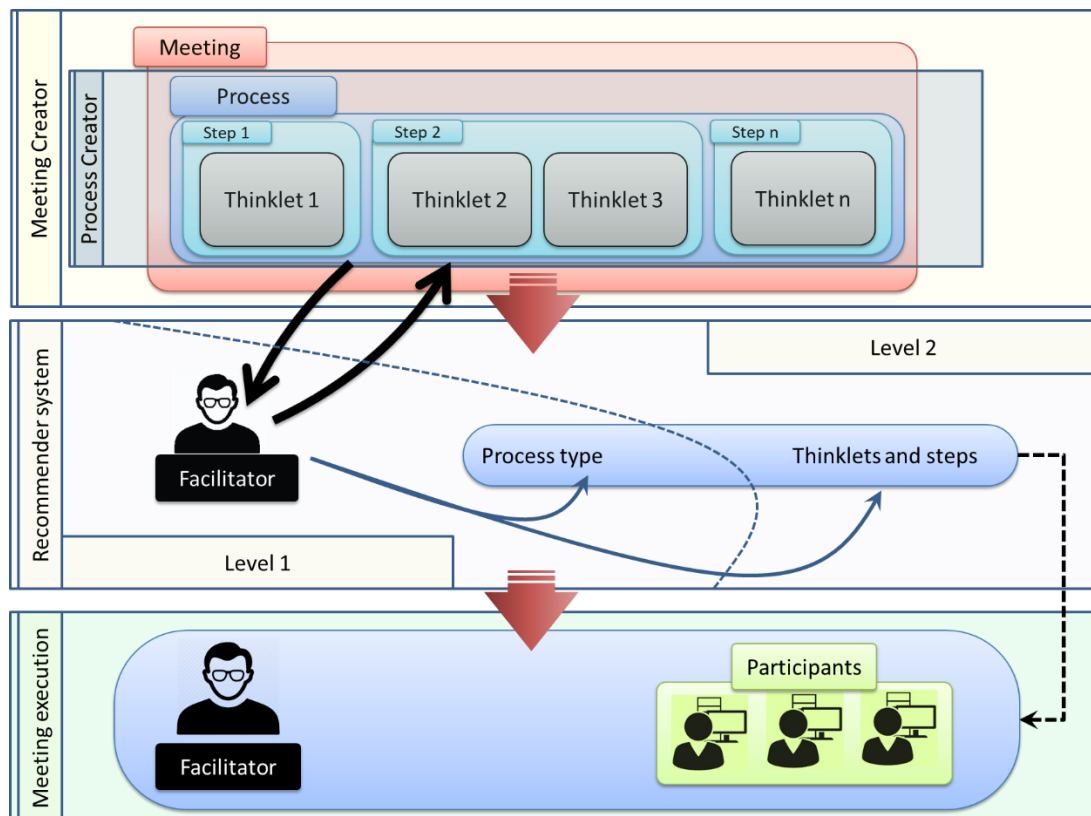 Meeting Creator
Process Creator
Meeting
Process
Step 1
Step 2
Step n
Thinklet 1
Thinklet 2
Thinklet 3
Thinklet n
Recommender system
Level 2
Facilitator
Process type
Thinklets and steps
Level 1
Meeting execution
Facilitator
Participants